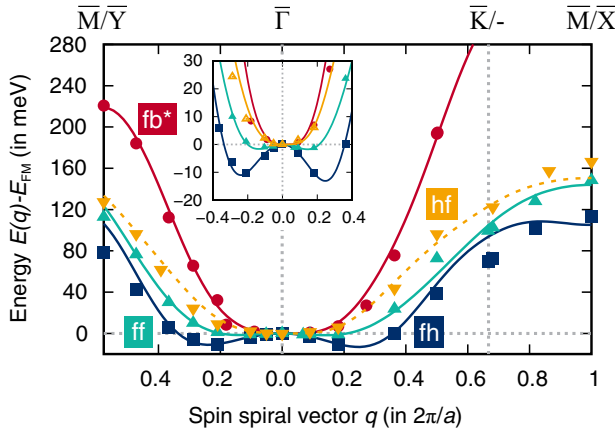 M̅/Y̅ Γ̅ K̅/- M̅/X̅
280
240
200
160
120
80
40
0
Energy E(q)-E_FM (in meV)
fb*
hf
ff
fh
30
20
10
0
−10
−20
−0.4 −0.2 0.0 0.2 0.4
0.4 0.2 0.0 0.2 0.4 0.6 0.8 1
Spin spiral vector q (in 2π/a)